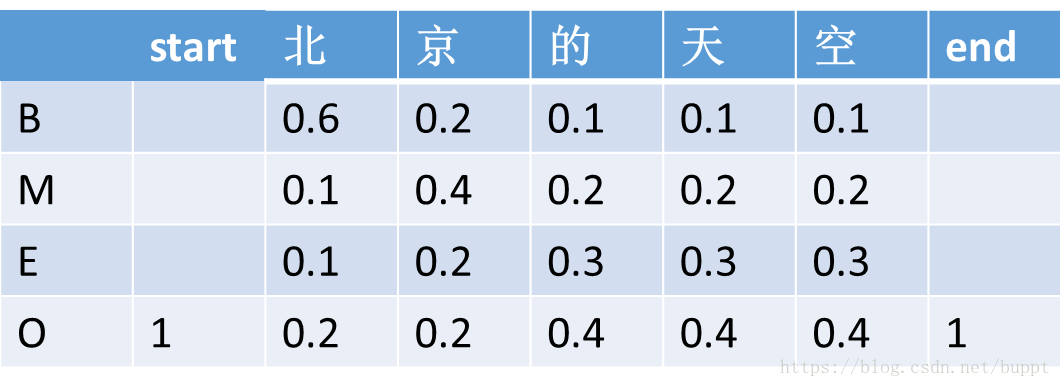 start 北 京 的 天 空 end
B 0.6 0.2 0.1 0.1 0.1
M 0.1 0.4 0.2 0.2 0.2
E 0.1 0.2 0.3 0.3 0.3
O 1 0.2 0.2 0.4 0.4 0.4 1
https://blog.csdn.net/buppt